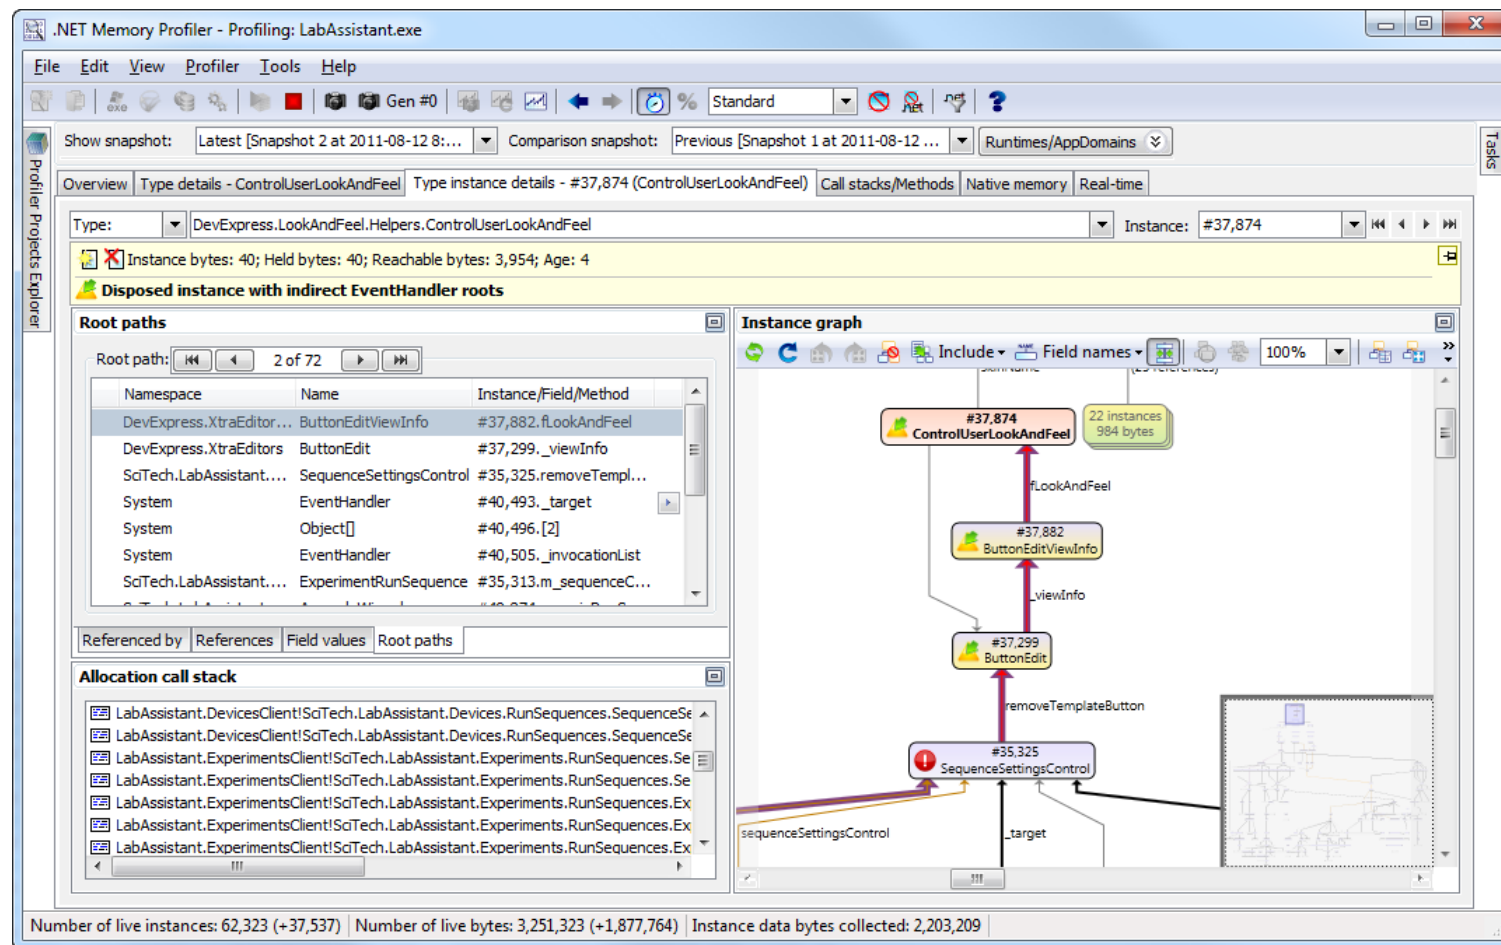 .NET Memory Profiler - Profiling: LabAssistant.exe
File Edit View Profiler Tools Help
Gen #0 Standard
Show snapshot: Latest [Snapshot 2 at 2011-08-12 8:... Comparison snapshot: Previous [Snapshot 1 at 2011-08-12 ... Runtimes/AppDomains
Profiler Projects Explorer
Tasks
Overview Type details - ControlUserLookAndFeel Type instance details - #37,874 (ControlUserLookAndFeel) Call stacks/Methods Native memory Real-time
Type: DevExpress.LookAndFeel.Helpers.ControlUserLookAndFeel Instance: #37,874
Instance bytes: 40; Held bytes: 40; Reachable bytes: 3,954; Age: 4
Disposed instance with indirect EventHandler roots
Root paths
Root path: 2 of 72
Namespace Name Instance/Field/Method
DevExpress.XtraEditor... ButtonEditViewInfo #37,882.fLookAndFeel
DevExpress.XtraEditors ButtonEdit #37,299._viewInfo
SciTech.LabAssistant.... SequenceSettingsControl #35,325.removeTempl...
System EventHandler #40,493._target
System Object[] #40,496.[2]
System EventHandler #40,505._invocationList
SciTech.LabAssistant.... ExperimentRunSequence #35,313.m_sequenceC...
Referenced by References Field values Root paths
Allocation call stack
LabAssistant.DevicesClient!SciTech.LabAssistant.Devices.RunSequences.SequenceSe
LabAssistant.DevicesClient!SciTech.LabAssistant.Devices.RunSequences.SequenceSe
LabAssistant.ExperimentsClient!SciTech.LabAssistant.Experiments.RunSequences.Se
LabAssistant.ExperimentsClient!SciTech.LabAssistant.Experiments.RunSequences.Se
LabAssistant.ExperimentsClient!SciTech.LabAssistant.Experiments.RunSequences.Ex
LabAssistant.ExperimentsClient!SciTech.LabAssistant.Experiments.RunSequences.Ex
LabAssistant.ExperimentsClient!SciTech.LabAssistant.Experiments.RunSequences.Ex
Instance graph
Include Field names 100%
skinName
(25 references)
#37,874
ControlUserLookAndFeel
22 instances
984 bytes
fLookAndFeel
#37,882
ButtonEditViewInfo
_viewInfo
#37,299
ButtonEdit
removeTemplateButton
#35,325
SequenceSettingsControl
sequenceSettingsControl
_target
Number of live instances: 62,323 (+37,537) Number of live bytes: 3,251,323 (+1,877,764) Instance data bytes collected: 2,203,209